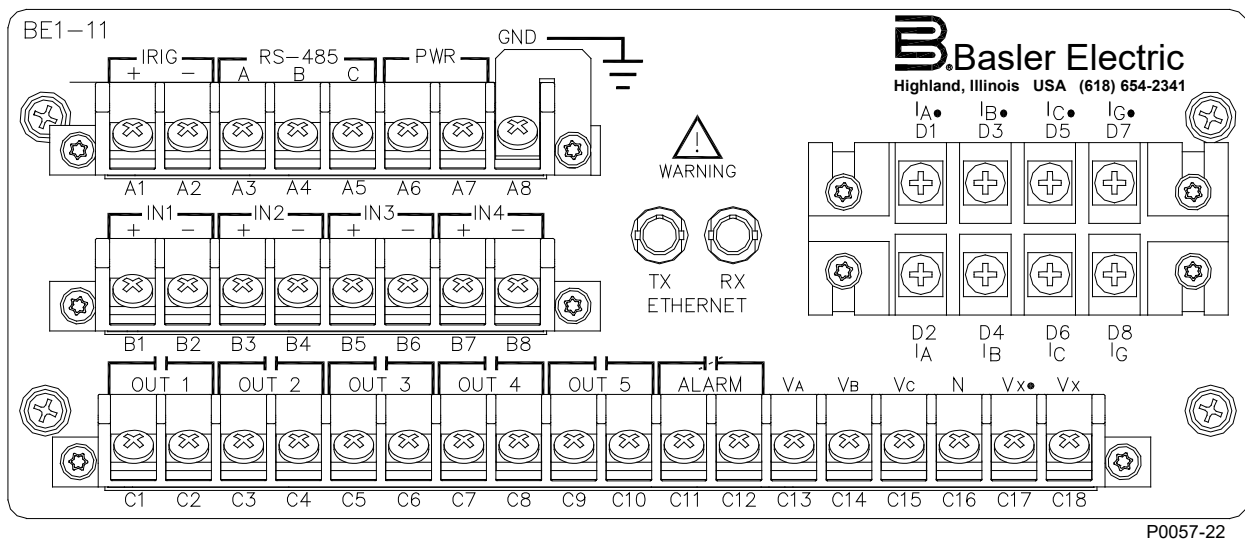 BE1-11
GND
B. Basler Electric
Highland, Illinois USA (618) 654-2341
IRIG RS-485 PWR
+ − A B C
A1 A2 A3 A4 A5 A6 A7 A8
WARNING
IA• IB• IC• IG•
D1 D3 D5 D7
IN1 IN2 IN3 IN4
+ − + − + − + −
B1 B2 B3 B4 B5 B6 B7 B8
TX RX
ETHERNET
D2 D4 D6 D8
IA IB IC IG
OUT 1 OUT 2 OUT 3 OUT 4 OUT 5 ALARM VA VB VC N VX• VX
C1 C2 C3 C4 C5 C6 C7 C8 C9 C10 C11 C12 C13 C14 C15 C16 C17 C18
P0057-22